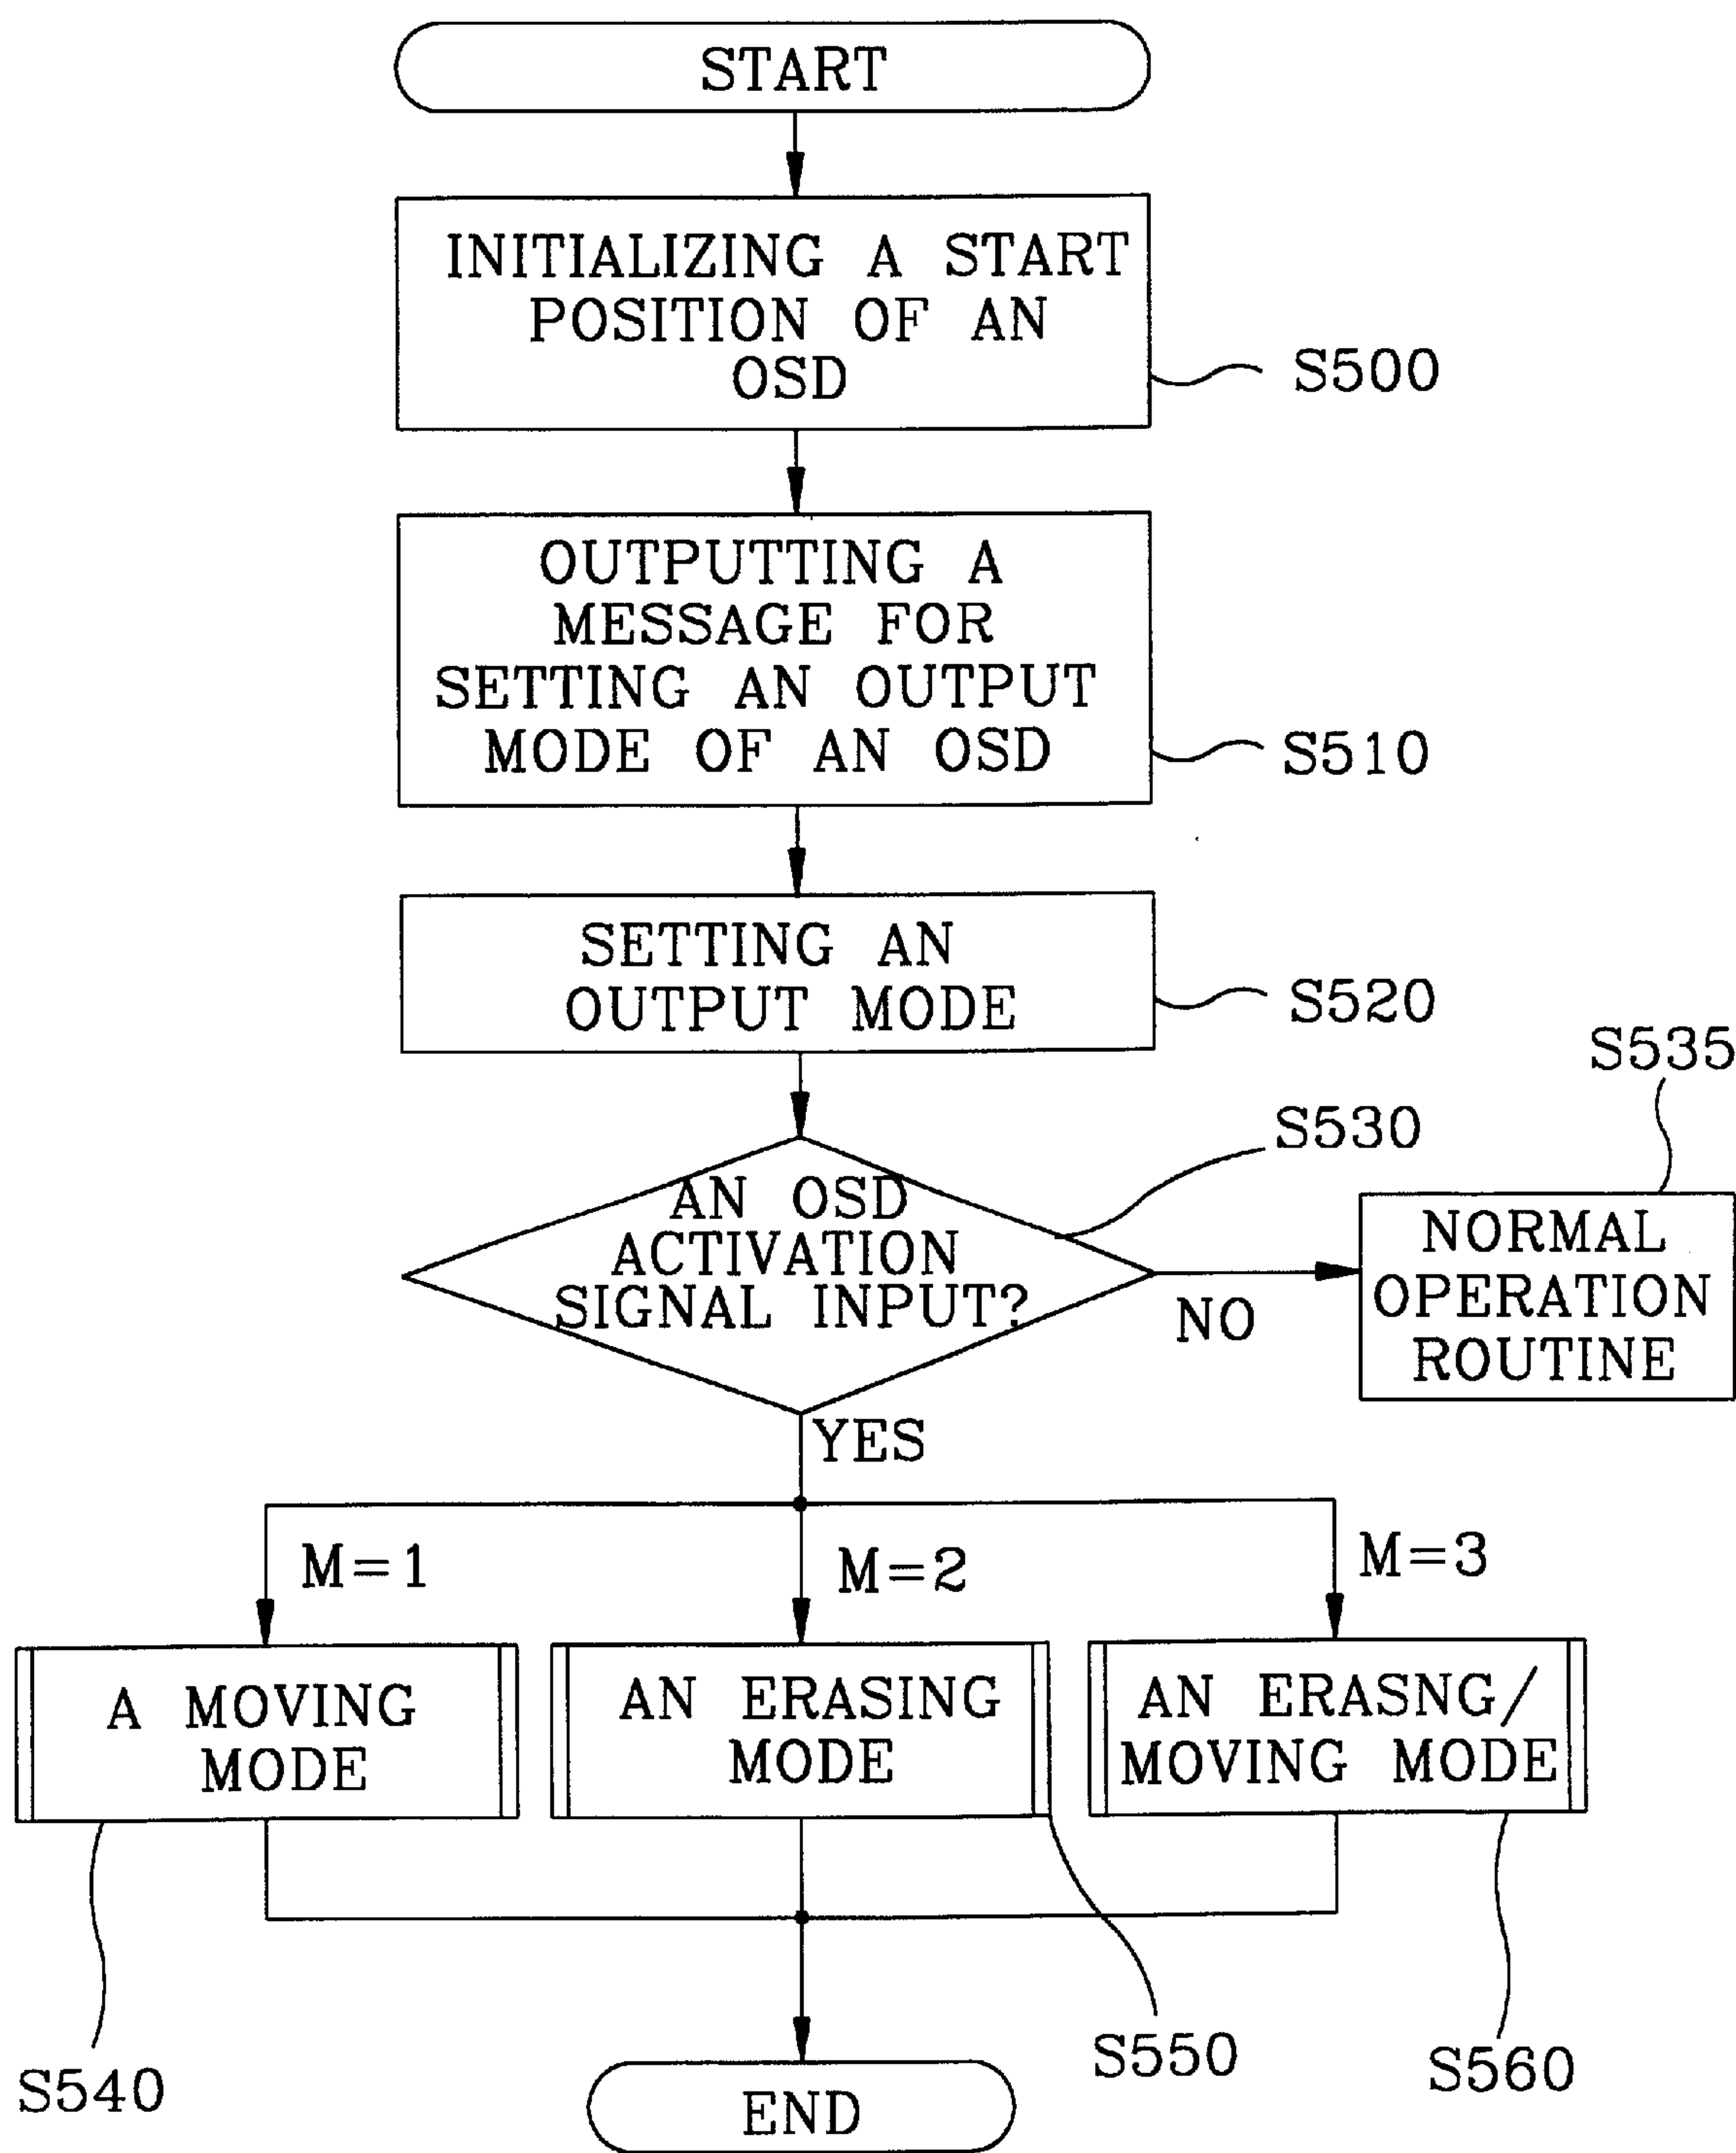 START
INITIALIZING A START
POSITION OF AN
OSD
S500
OUTPUTTING A
MESSAGE FOR
SETTING AN OUTPUT
MODE OF AN OSD
S510
SETTING AN
OUTPUT MODE
S520
S535
S530
AN OSD
ACTIVATION
SIGNAL INPUT?
NO
NORMAL
OPERATION
ROUTINE
YES
M=1
M=2
M=3
A MOVING
MODE
AN ERASING
MODE
AN ERASNG/
MOVING MODE
S540
S550
S560
END